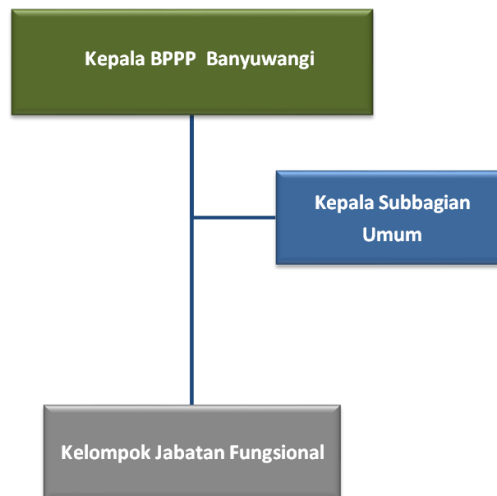 Kepala BPPP Banyuwangi
Kepala Subbagian
Umum
Kelompok Jabatan Fungsional